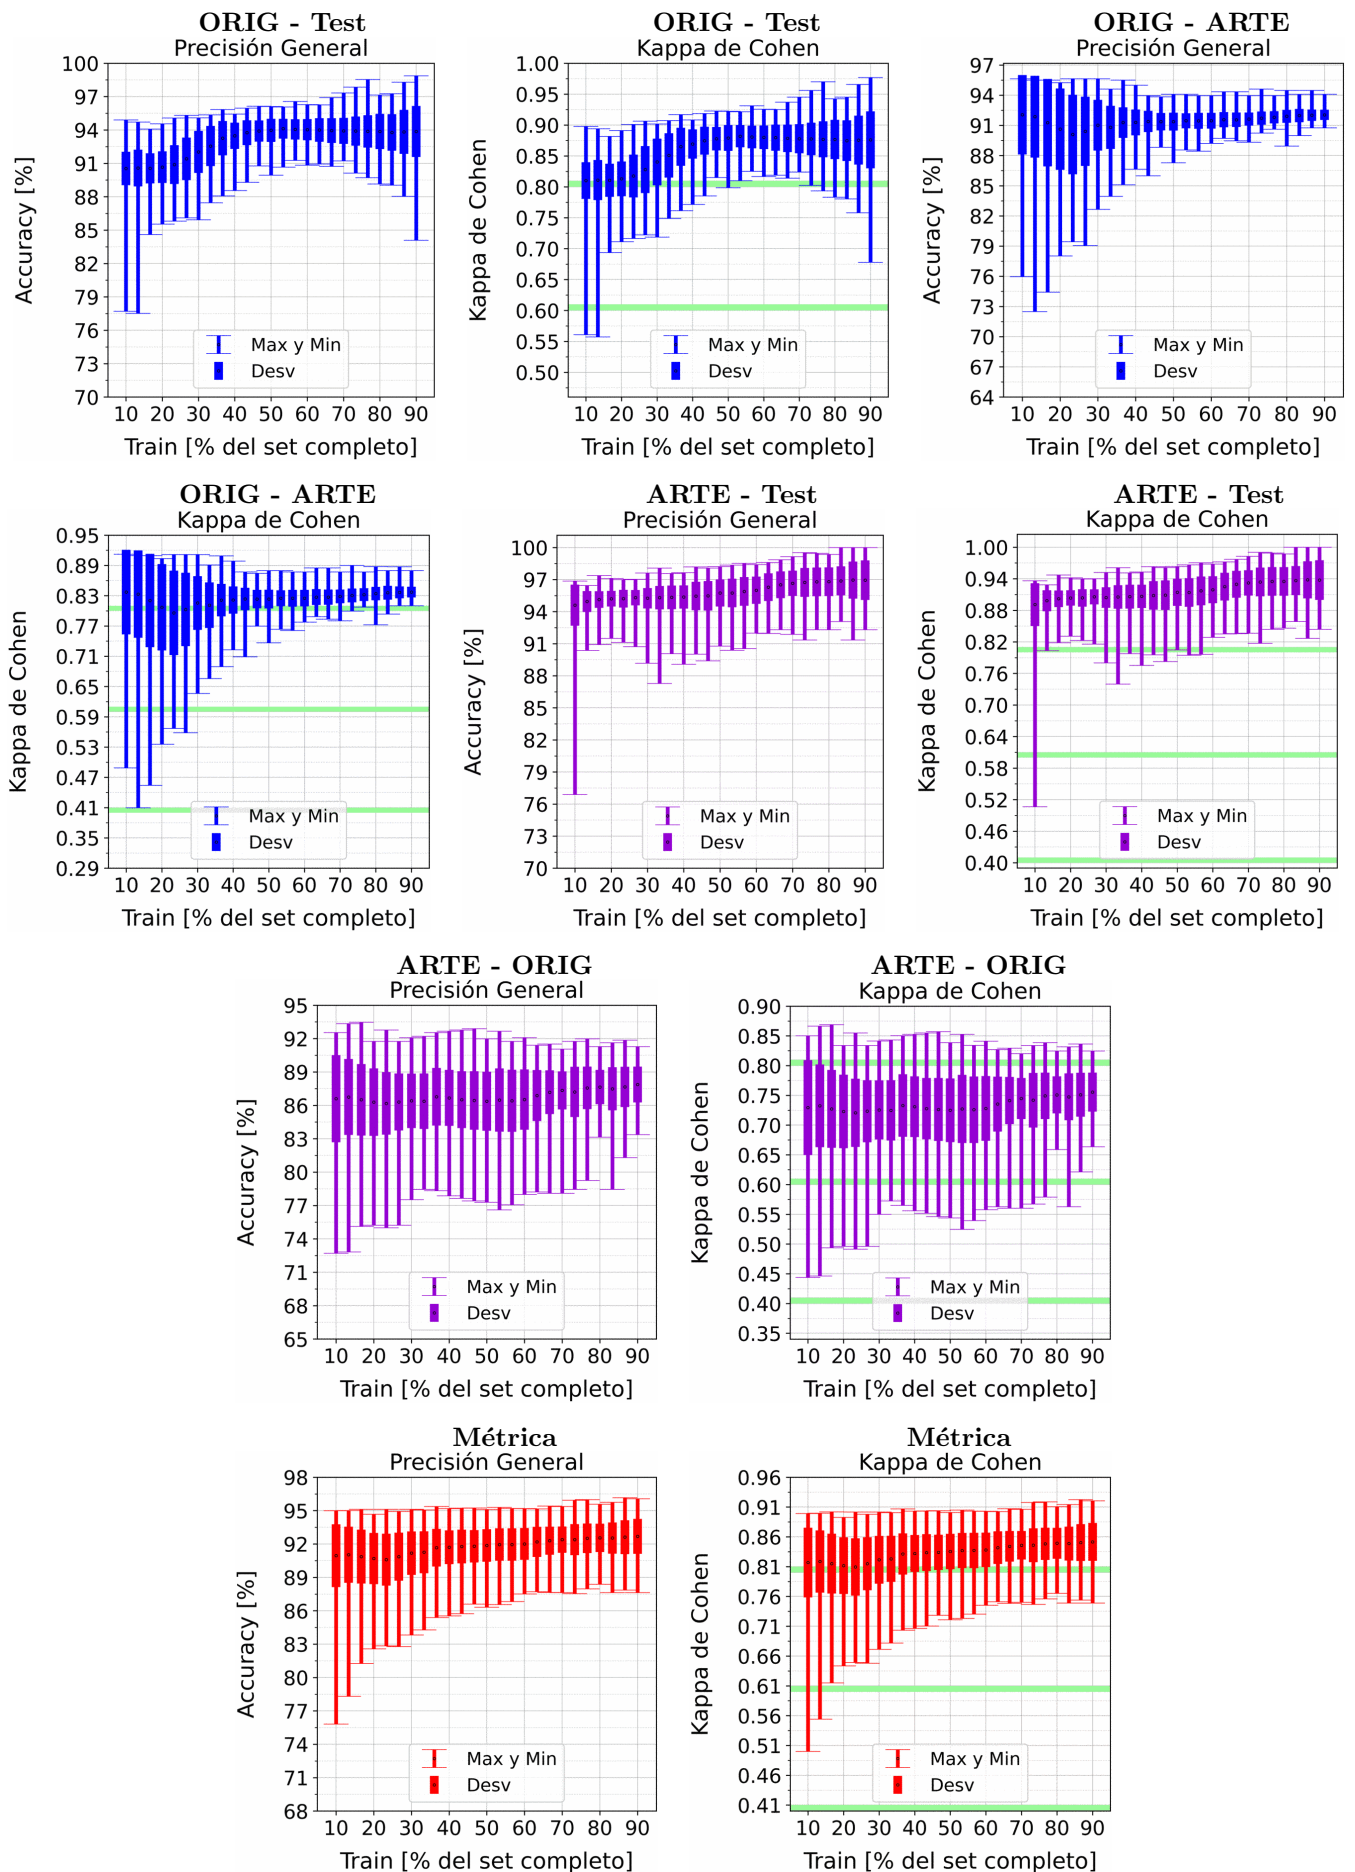 ORIG - Test
Precisión General
Accuracy [%]
100
97
94
91
88
85
82
79
76
73
70
Max y Min
Desv
10 20 30 40 50 60 70 80 90
Train [% del set completo]
ORIG - Test
Kappa de Cohen
Kappa de Cohen
1.00
0.95
0.90
0.85
0.80
0.75
0.70
0.65
0.60
0.55
0.50
Max y Min
Desv
10 20 30 40 50 60 70 80 90
Train [% del set completo]
ORIG - ARTE
Precisión General
Accuracy [%]
97
94
91
88
85
82
79
76
73
70
67
64
Max y Min
Desv
10 20 30 40 50 60 70 80 90
Train [% del set completo]
ORIG - ARTE
Kappa de Cohen
Kappa de Cohen
0.95
0.89
0.83
0.77
0.71
0.65
0.59
0.53
0.47
0.41
0.35
0.29
Max y Min
Desv
10 20 30 40 50 60 70 80 90
Train [% del set completo]
ARTE - Test
Precisión General
Accuracy [%]
100
97
94
91
88
85
82
79
76
73
70
Max y Min
Desv
10 20 30 40 50 60 70 80 90
Train [% del set completo]
ARTE - Test
Kappa de Cohen
Kappa de Cohen
1.00
0.94
0.88
0.82
0.76
0.70
0.64
0.58
0.52
0.46
0.40
Max y Min
Desv
10 20 30 40 50 60 70 80 90
Train [% del set completo]
ARTE - ORIG
Precisión General
Accuracy [%]
95
92
89
86
83
80
77
74
71
68
65
Max y Min
Desv
10 20 30 40 50 60 70 80 90
Train [% del set completo]
ARTE - ORIG
Kappa de Cohen
Kappa de Cohen
0.90
0.85
0.80
0.75
0.70
0.65
0.60
0.55
0.50
0.45
0.40
0.35
Max y Min
Desv
10 20 30 40 50 60 70 80 90
Train [% del set completo]
Métrica
Precisión General
Accuracy [%]
98
95
92
89
86
83
80
77
74
71
68
Max y Min
Desv
10 20 30 40 50 60 70 80 90
Train [% del set completo]
Métrica
Kappa de Cohen
Kappa de Cohen
0.96
0.91
0.86
0.81
0.76
0.71
0.66
0.61
0.56
0.51
0.46
0.41
Max y Min
Desv
10 20 30 40 50 60 70 80 90
Train [% del set completo]